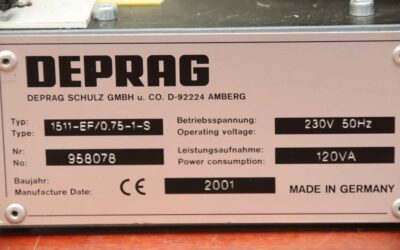 DEPRAG
DEPRAG SCHULZ GMBH u. CO. D-92224 AMBERG
Typ:
Type:
1511-EF/0,75-1-S
Betriebsspannung:
Operating voltage:
230V 50Hz
Nr:
No:
958078
Leistungsaufnahme:
Power consumption:
120VA
Baujahr:
Manufacture Date:
CE
2001
MADE IN GERMANY